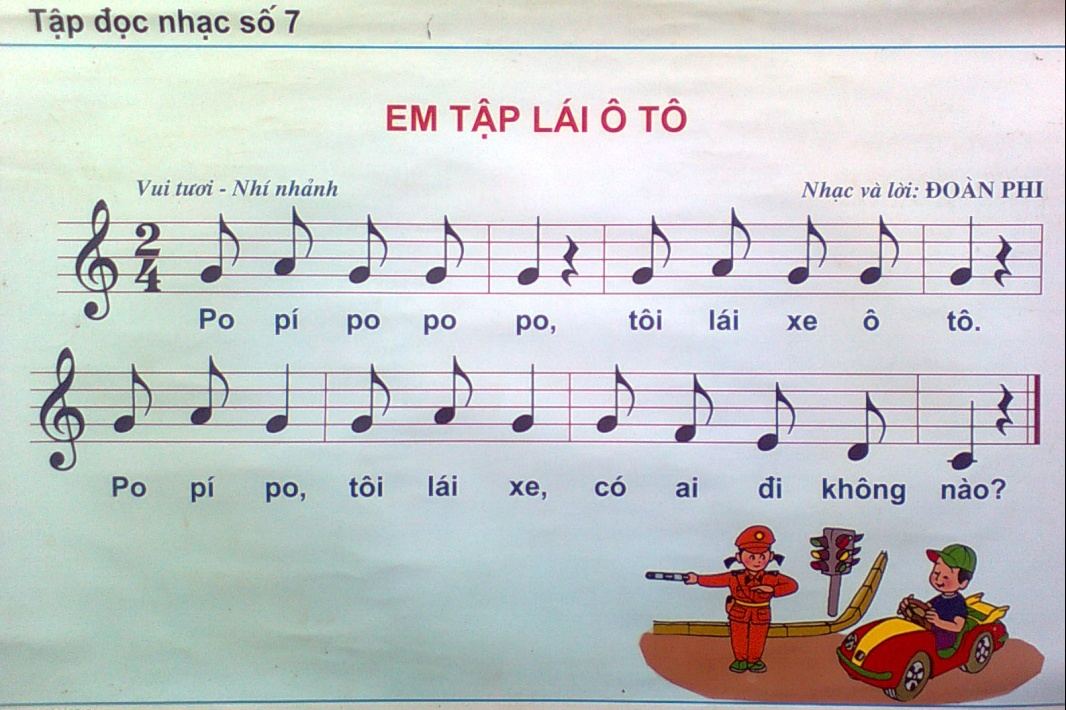 Tập đọc nhạc số 7
EM TẬP LÁI Ô TÔ
Vui tươi - Nhí nhảnh
Nhạc và lời: ĐOÀN PHI
2
4
Po pí po po po, tôi lái xe ô tô.
Po pí po, tôi lái xe, có ai đi không nào?